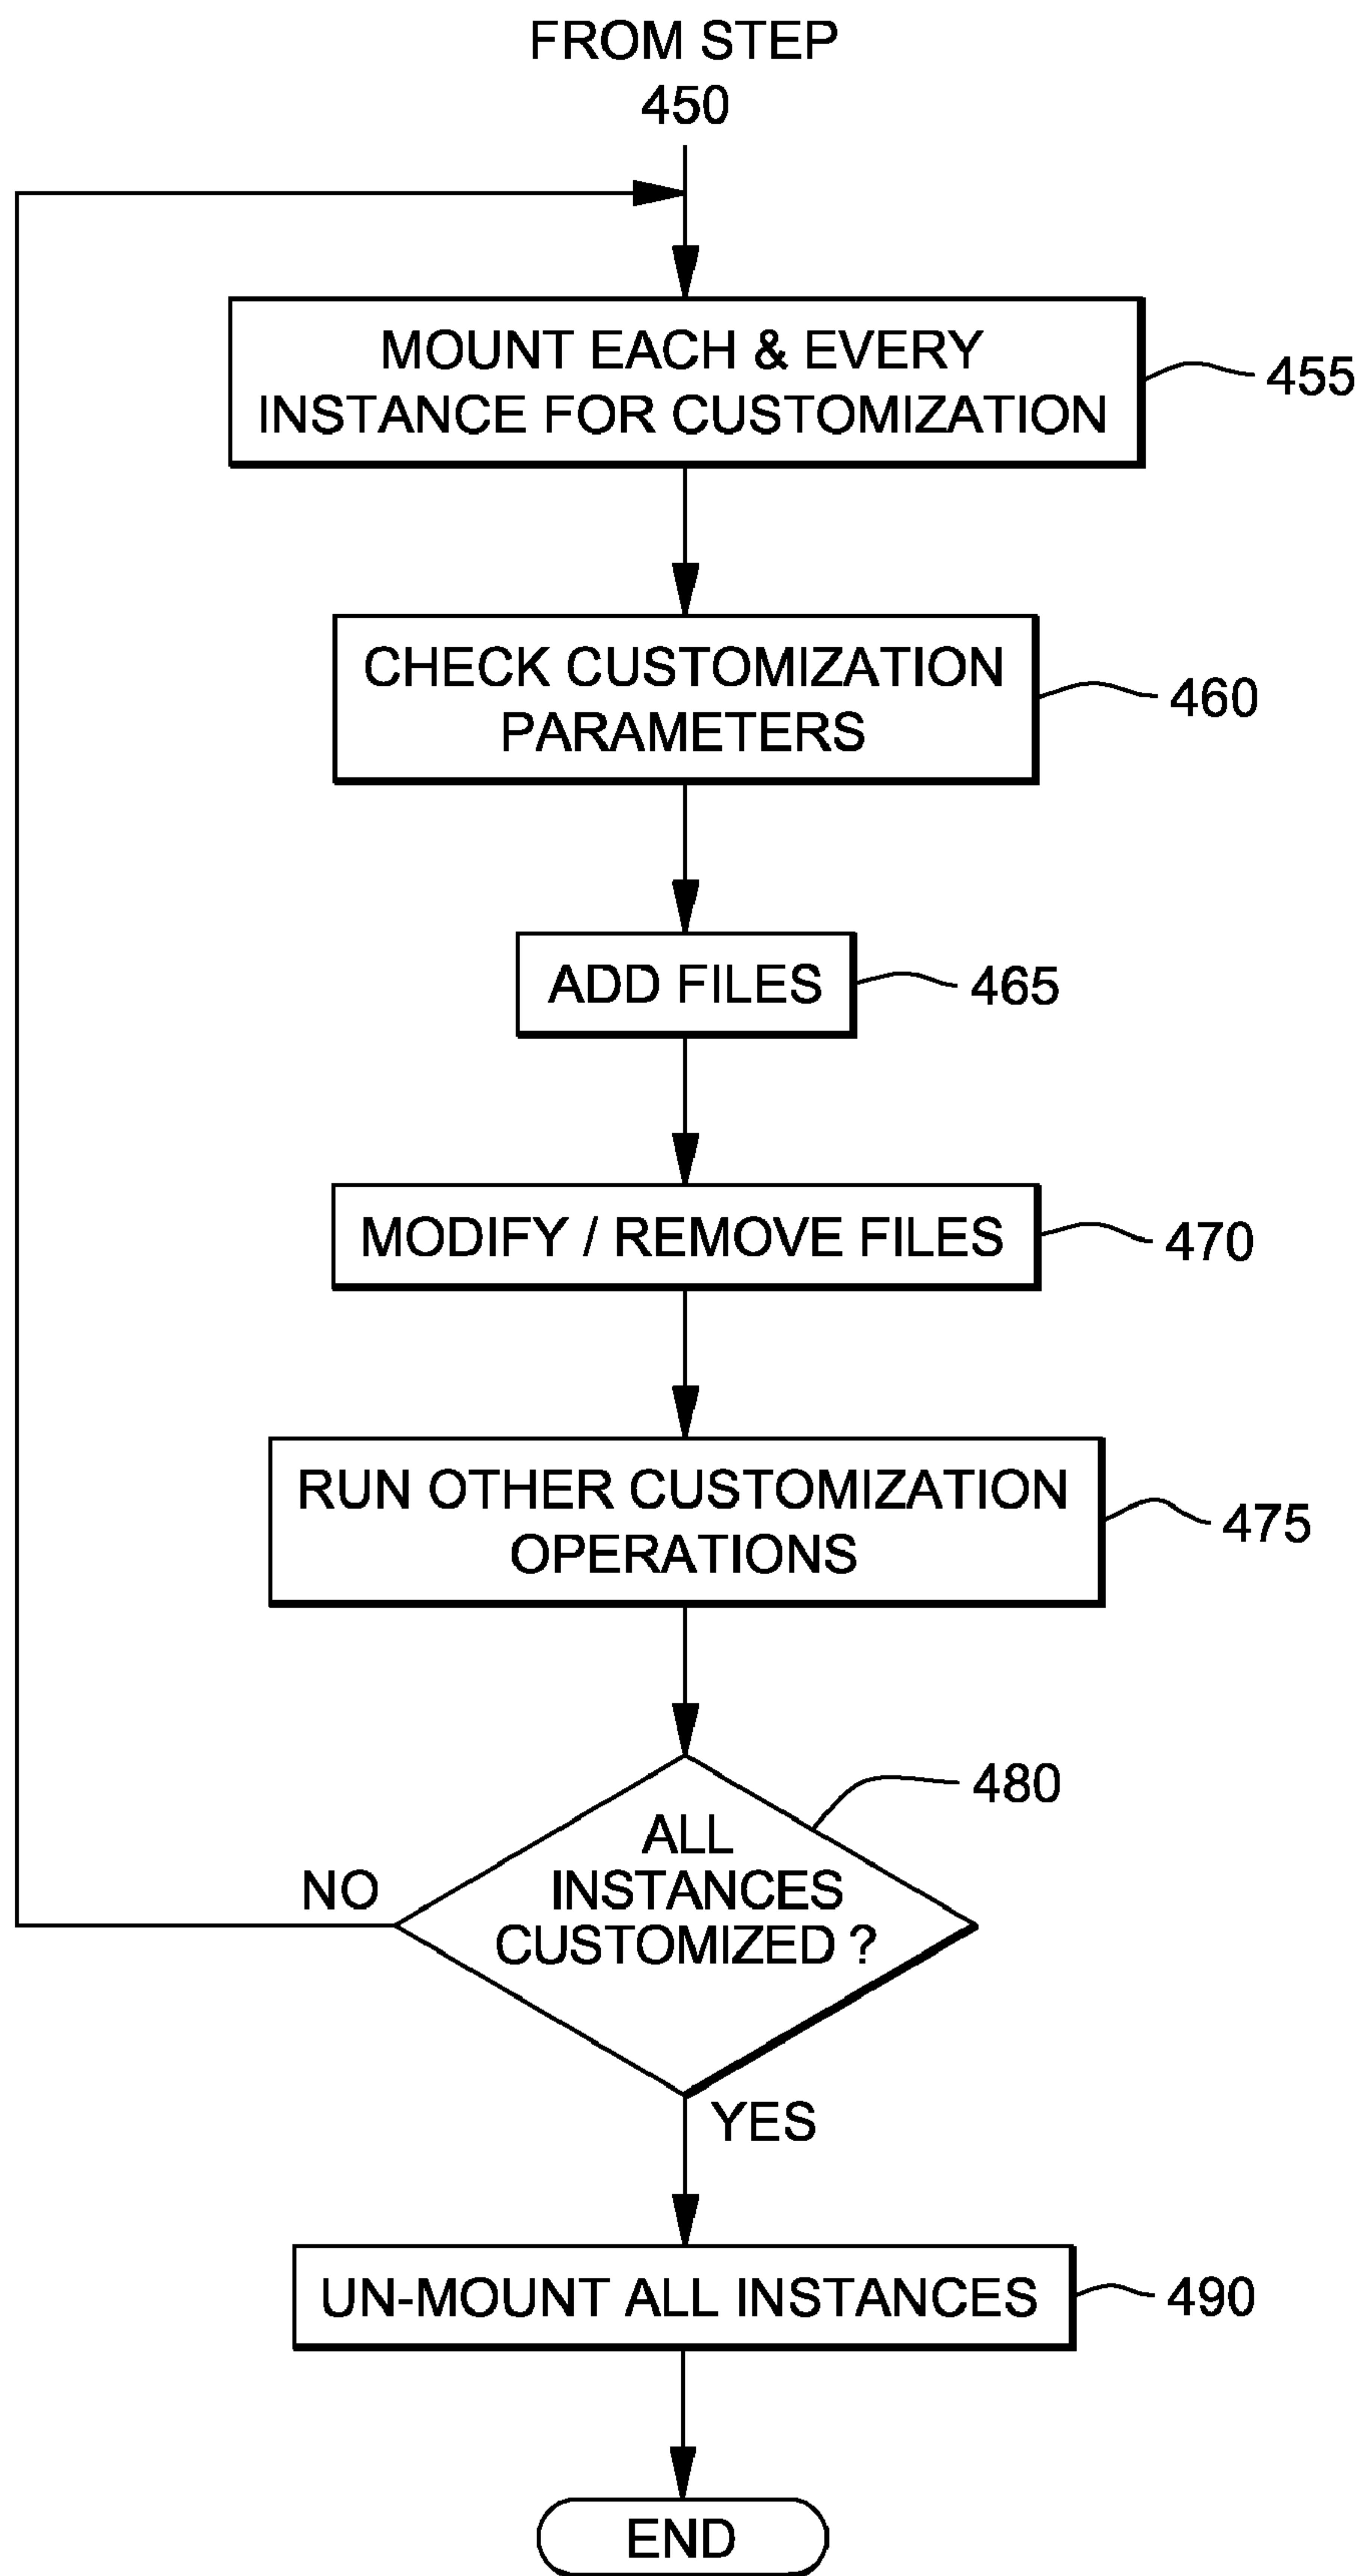 FROM STEP
450
MOUNT EACH & EVERY
INSTANCE FOR CUSTOMIZATION
455
CHECK CUSTOMIZATION
PARAMETERS
460
ADD FILES
465
MODIFY / REMOVE FILES
470
RUN OTHER CUSTOMIZATION
OPERATIONS
475
480
ALL
INSTANCES
CUSTOMIZED ?
NO
YES
UN-MOUNT ALL INSTANCES
490
END